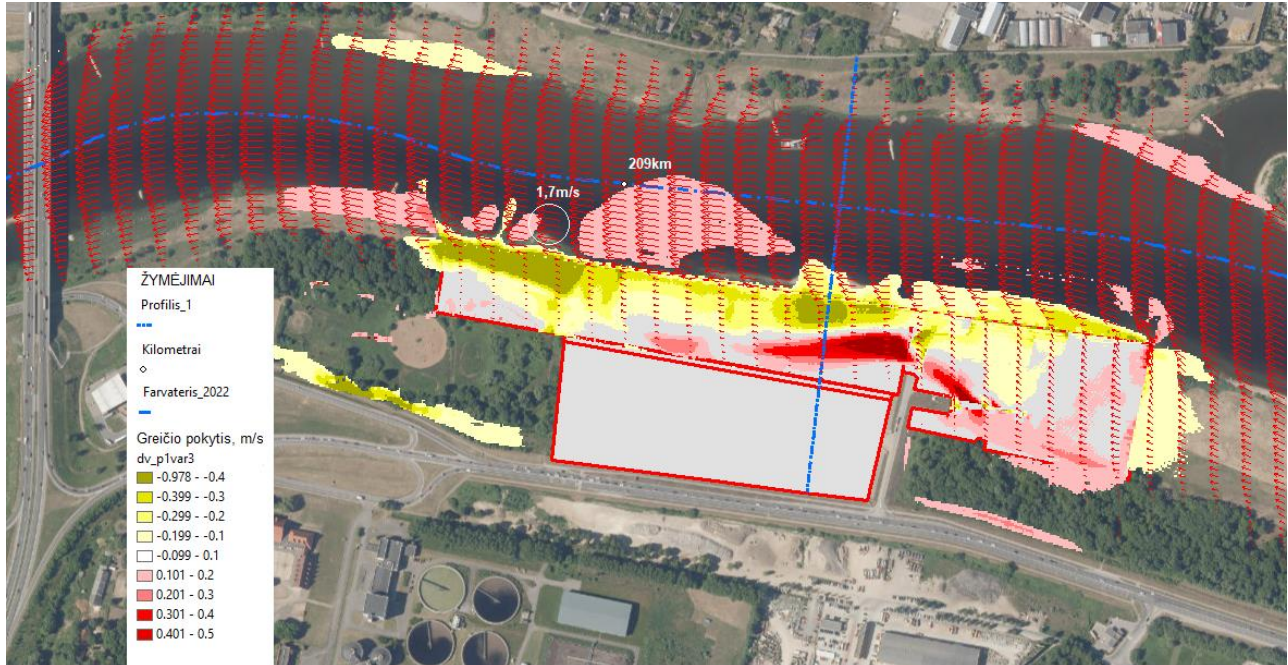 209km
1,7m/s
ŽYMĖJIMAI
Profilis_1
Kilometrai
Farvateris_2022
Greičio pokytis, m/s
dv_p1var3
-0.978 - -0.4
-0.399 - -0.3
-0.299 - -0.2
-0.199 - -0.1
-0.099 - 0.1
0.101 - 0.2
0.201 - 0.3
0.301 - 0.4
0.401 - 0.5